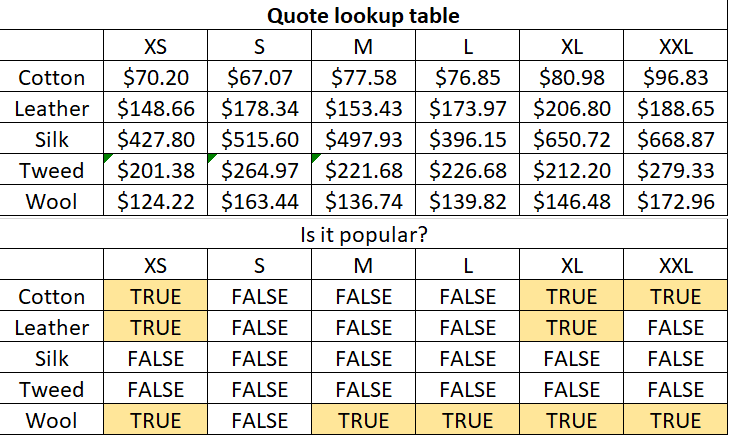 Quote lookup table
XS S M L XL XXL
Cotton $70.20 $67.07 $77.58 $76.85 $80.98 $96.83
Leather $148.66 $178.34 $153.43 $173.97 $206.80 $188.65
Silk $427.80 $515.60 $497.93 $396.15 $650.72 $668.87
Tweed $201.38 $264.97 $221.68 $226.68 $212.20 $279.33
Wool $124.22 $163.44 $136.74 $139.82 $146.48 $172.96
Is it popular?
XS S M L XL XXL
Cotton TRUE FALSE FALSE FALSE TRUE TRUE
Leather TRUE FALSE FALSE FALSE TRUE FALSE
Silk FALSE FALSE FALSE FALSE FALSE FALSE
Tweed FALSE FALSE FALSE FALSE FALSE FALSE
Wool TRUE FALSE TRUE TRUE TRUE TRUE